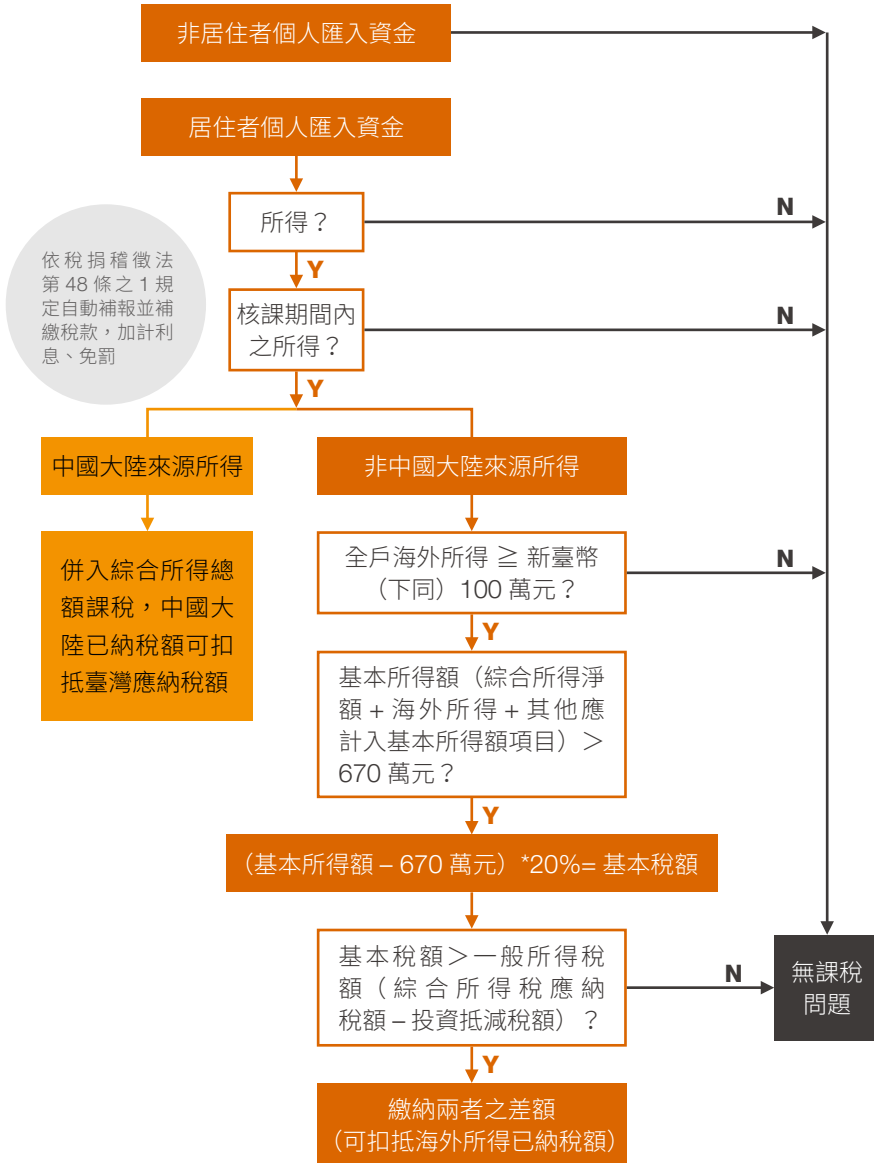 非居住者個人匯入資金
居住者個人匯入資金
所得？
N
Y
依稅捐稽徵法
第 48 條之 1 規
定自動補報並補
繳稅款，加計利
息、免罰
核課期間內
之所得？
N
Y
中國大陸來源所得
非中國大陸來源所得
併入綜合所得總
額課稅，中國大
陸已納稅額可扣
抵臺灣應納稅額
全戶海外所得 ≧ 新臺幣
（下同）100 萬元？
N
Y
基本所得額（綜合所得淨
額 + 海外所得 + 其他應
計入基本所得額項目）＞
670 萬元？
Y
（基本所得額 – 670 萬元）*20%= 基本稅額
基本稅額＞一般所得稅
額（綜合所得稅應納
稅額 – 投資抵減稅額）？
N
無課稅
問題
Y
繳納兩者之差額
（可扣抵海外所得已納稅額）